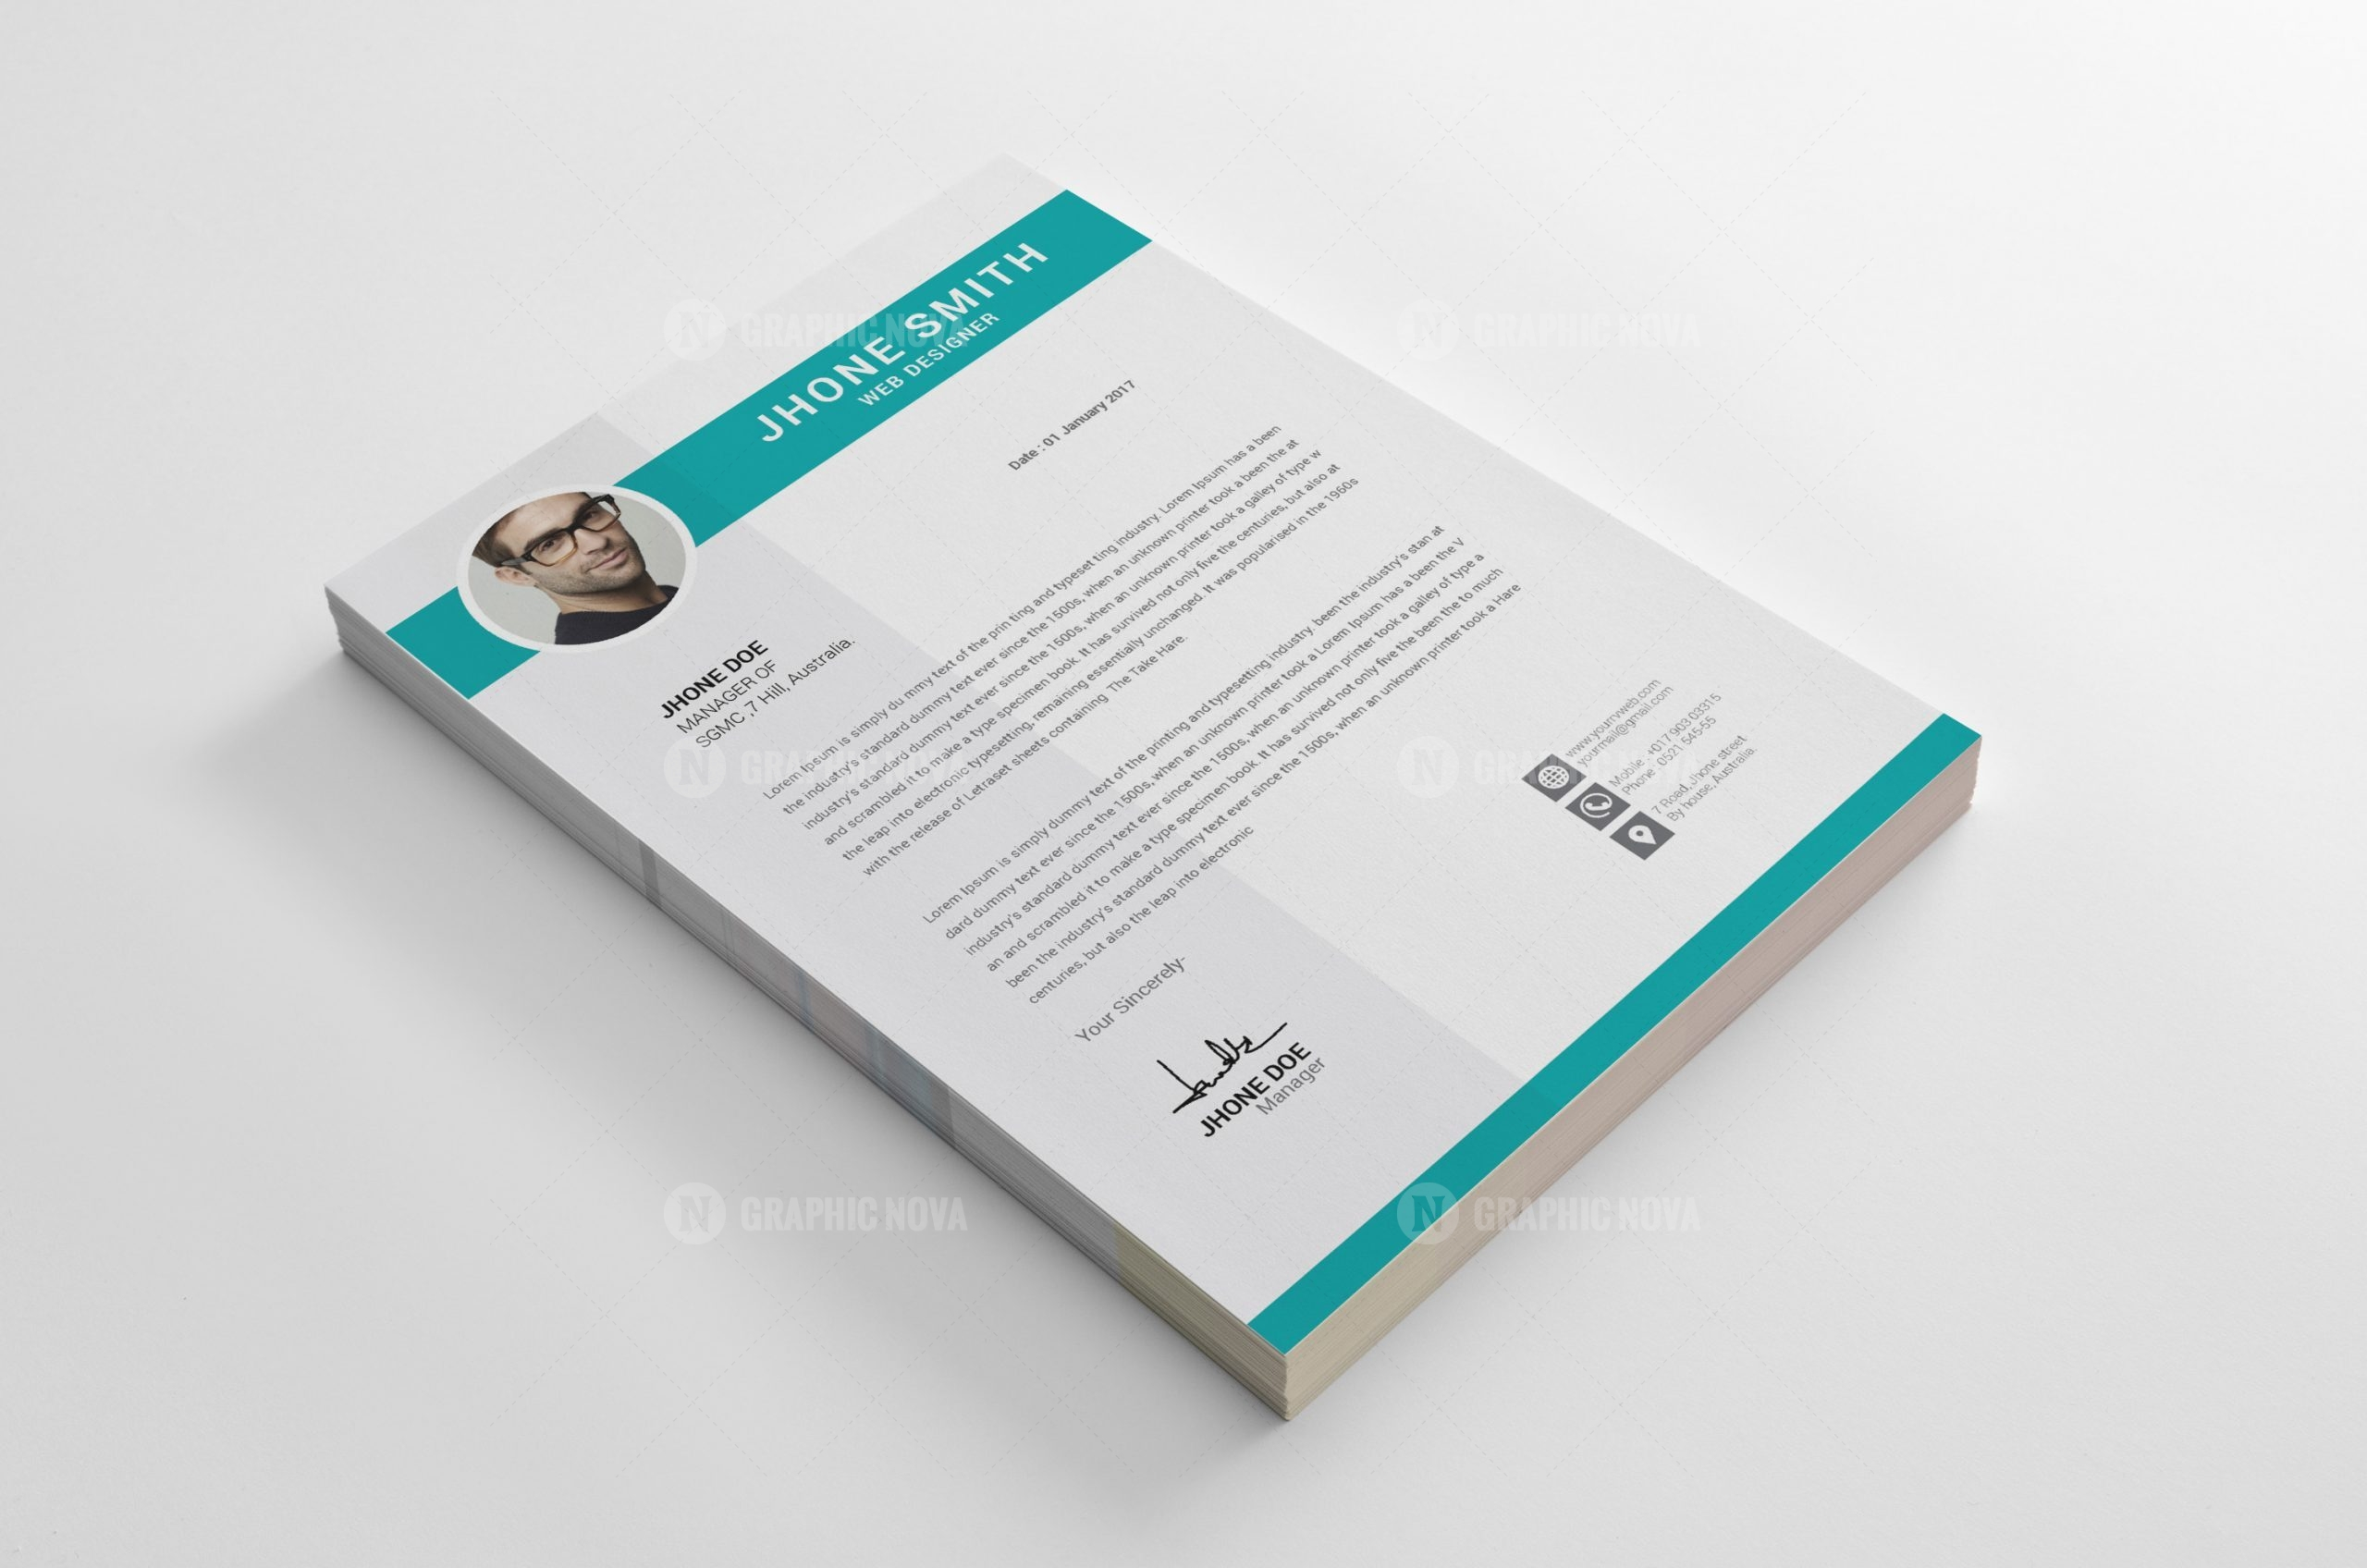 JHONE SMITH
WEB DESIGNER
Date : 01 January 2017
JHONE DOE
MANAGER OF
SGMC ,7 Hill, Australia.
Lorem Ipsum is simply du mmy text of the prin ting and typeset ting industry. Lorem Ipsum has a been
the industry's standard dummy text ever since the 1500s, when an unknown printer took a been the at
industry's standard dummy text ever since the 1500s, when an unknown printer took a galley of type w
and scrambled it to make a type specimen book. It has survived not only five the centuries, but also at
the leap into electronic typesetting, remaining essentially unchanged. It was popularised in the 1960s
with the release of Letraset sheets containing The Take Hare.
Lorem Ipsum is simply dummy text of the printing and typesetting industry. been the industry's stan at
dard dummy text ever since the 1500s, when an unknown printer took a Lorem Ipsum has a been the V
industry's standard dummy text ever since the 1500s, when an unknown printer took a galley of type a
an and scrambled it to make a type specimen book. It has survived not only five the been the to much
been the industry's standard dummy text ever since the 1500s, when an unknown printer took a Hare
centuries, but also the leap into electronic
Your Sincerely-
JHONE DOE
Manager
www.yourrvweb.com
yourmail@gmail.com
Mobile : +017 903 03315
Phone : 0521 545-55
7 Road, Jhone street
By house, Australia.
GRAPHIC NOVA
GRAPHIC NOVA
GRAPHIC NOVA
GRAPHIC NOVA
GRAPHIC NOVA
GRAPHIC NOVA